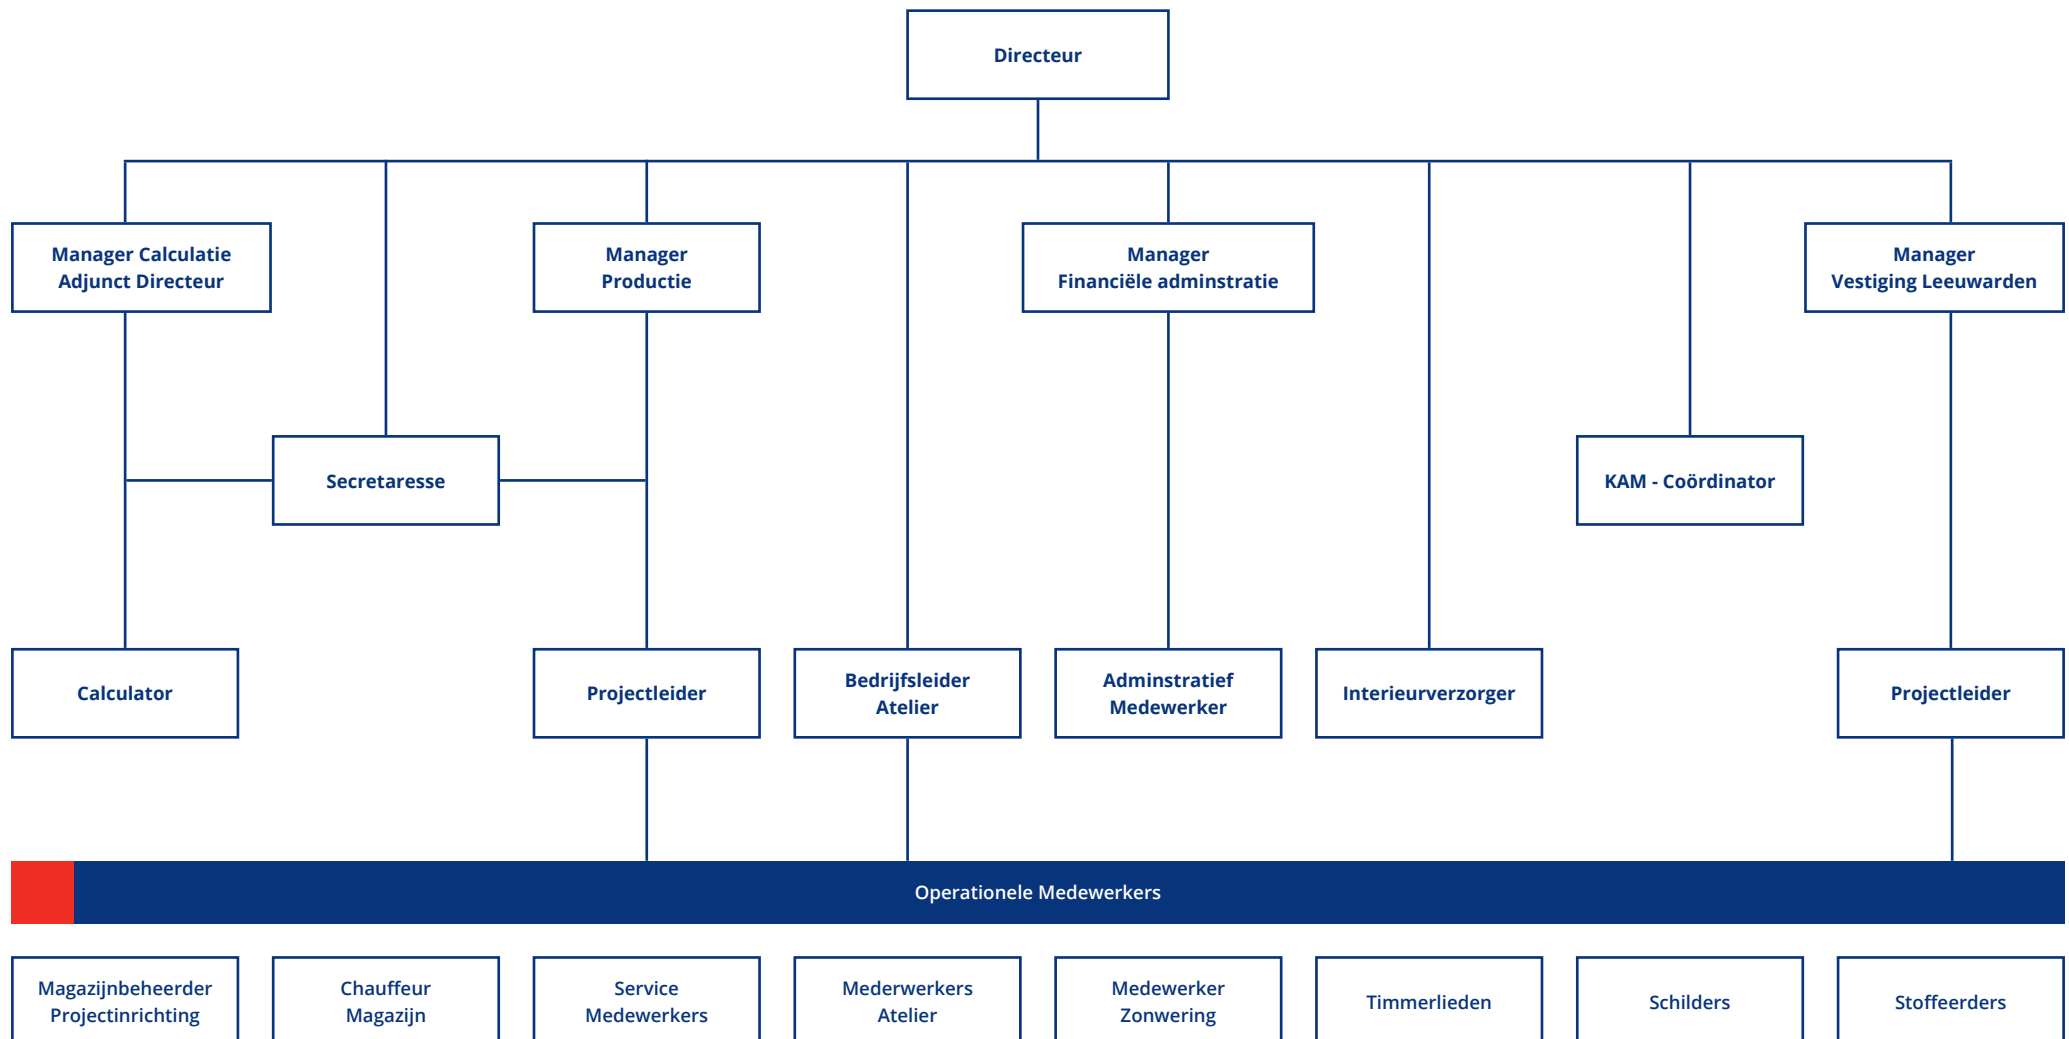 Directeur
Manager Calculatie
Adjunct Directeur
Manager
Productie
Manager
Financiële adminstratie
Manager
Vestiging Leeuwarden
Secretaresse
KAM - Coördinator
Calculator
Projectleider
Bedrijfsleider
Atelier
Adminstratief
Medewerker
Interieurverzorger
Projectleider
Operationele Medewerkers
Magazijnbeheerder
Projectinrichting
Chauffeur
Magazijn
Service
Medewerkers
Mederwerkers
Atelier
Medewerker
Zonwering
Timmerlieden
Schilders
Stoffeerders